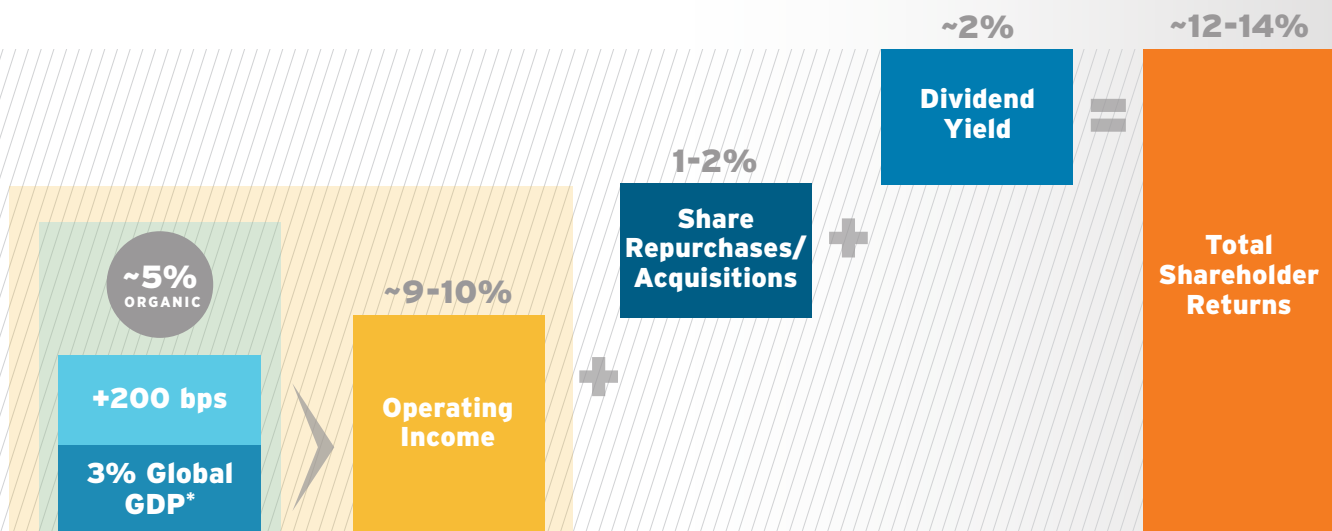 ~5%
ORGANIC
+200 bps
3% Global
GDP*
~9-10%
Operating
Income
1-2%
Share
Repurchases/
Acquisitions
~2%
Dividend
Yield
~12-14%
Total
Shareholder
Returns